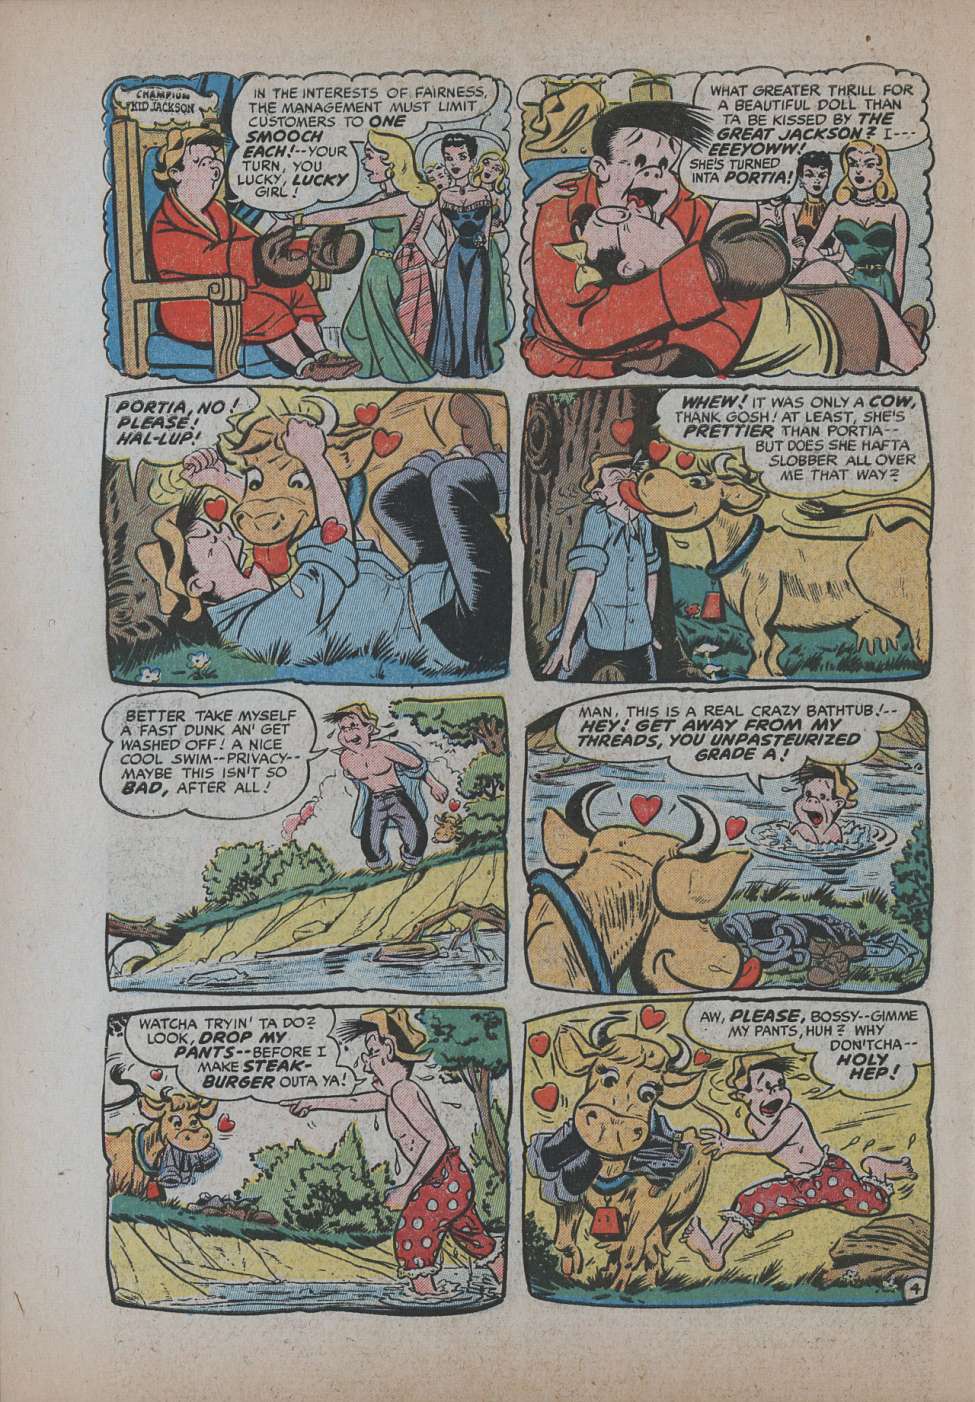 CHAMPIUM
KID JACKSON
IN THE INTERESTS OF FAIRNESS,
THE MANAGEMENT MUST LIMIT
CUSTOMERS TO ONE
SMOOCH
EACH!--YOUR
TURN, YOU
LUCKY, LUCKY
GIRL!
WHAT GREATER THRILL FOR
A BEAUTIFUL DOLL THAN
TA BE KISSED BY THE
GREAT JACKSON? I---
EEEYOWW!
SHE'S TURNED
INTA PORTIA!
PORTIA, NO!
PLEASE!
HAL-LUP!
WHEW! IT WAS ONLY A COW,
THANK GOSH! AT LEAST, SHE'S
PRETTIER THAN PORTIA--
BUT DOES SHE HAFTA
SLOBBER ALL OVER
ME THAT WAY?
BETTER TAKE MYSELF
A FAST DUNK AN' GET
WASHED OFF! A NICE
COOL SWIM--PRIVACY--
MAYBE THIS ISN'T SO
BAD, AFTER ALL!
MAN, THIS IS A REAL CRAZY BATHTUB!--
HEY! GET AWAY FROM MY
THREADS, YOU UNPASTEURIZED
GRADE A!
WATCHA TRYIN' TA DO?
LOOK, DROP MY
PANTS--BEFORE I
MAKE STEAK-
BURGER OUTA YA!
AW, PLEASE, BOSSY--GIMME
MY PANTS, HUH? WHY
DON'TCHA--
HOLY
HEP!
4